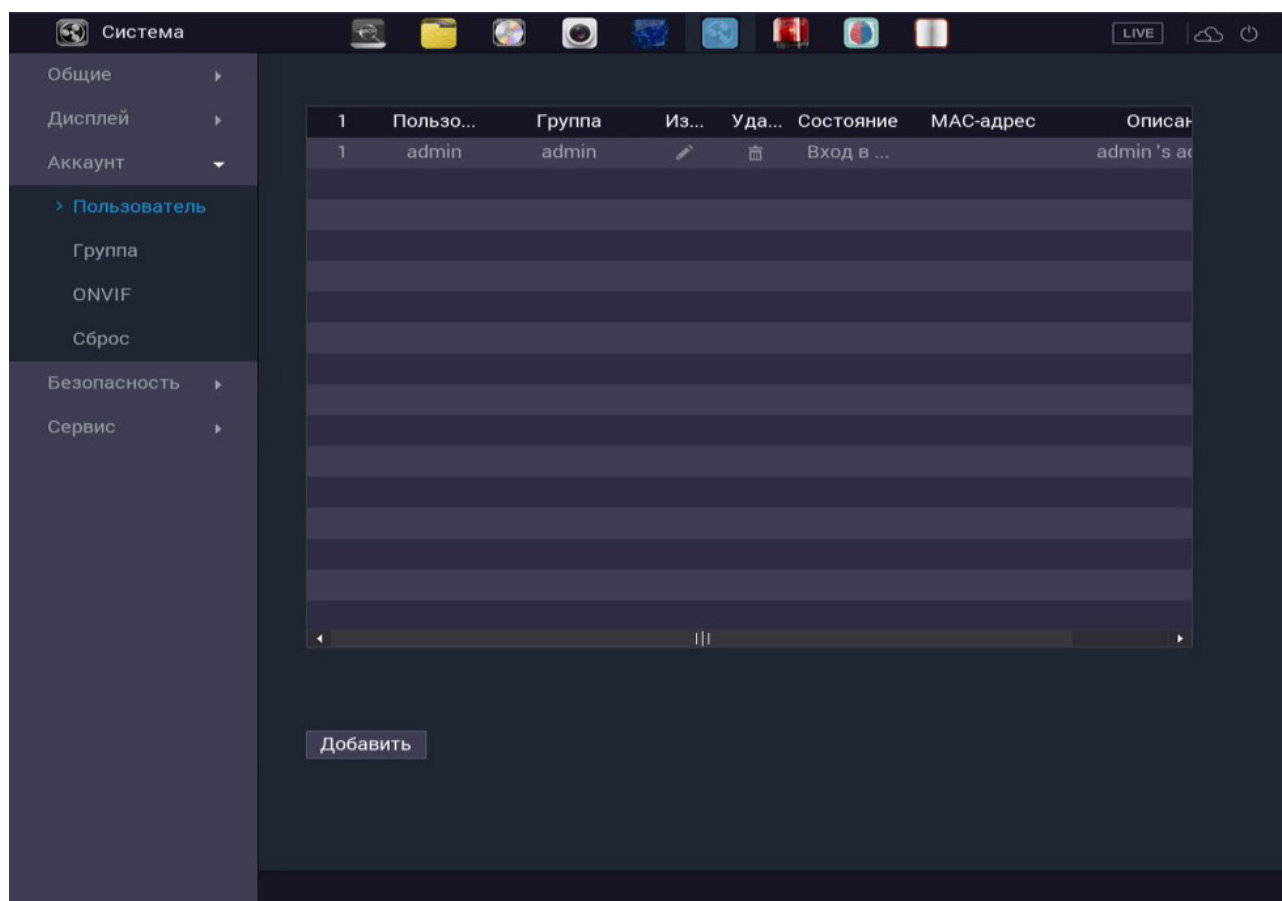 Система LIVE
Общие
Дисплей
1 Пользо... Группа Из... Уда... Состояние MAC-адрес Описан
1 admin admin Вход в ... admin 's ac
Аккаунт
> Пользователь
Группа
ONVIF
Сброс
Безопасность
Сервис
Добавить